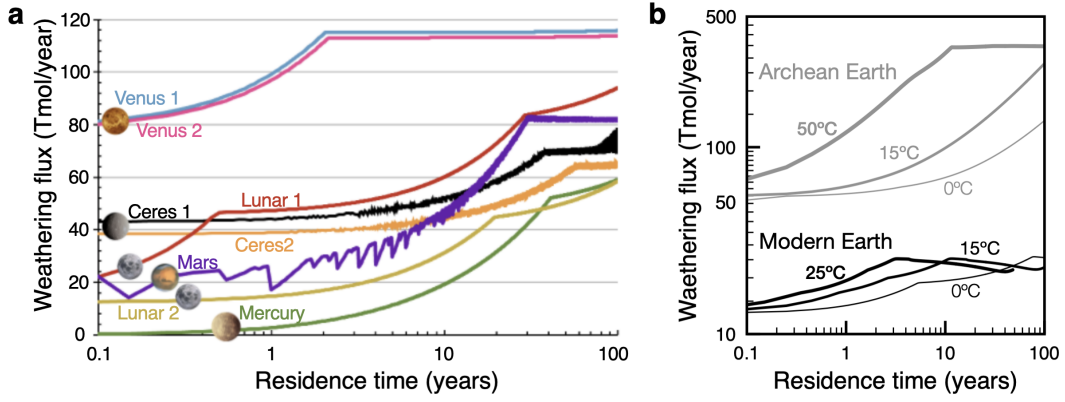 a
Weathering flux (Tmol/year)
120
100
80
60
40
20
0
Venus 1
Venus 2
Lunar 1
Ceres 1
Ceres2
Mars
Lunar 2
Mercury
0.1
1
10
100
Residence time (years)
b
Waethering flux (Tmol/year)
500
100
50
10
Archean Earth
50ºC
15ºC
0ºC
Modern Earth
15ºC
25ºC
0ºC
0.1
1
10
100
Residence time (years)